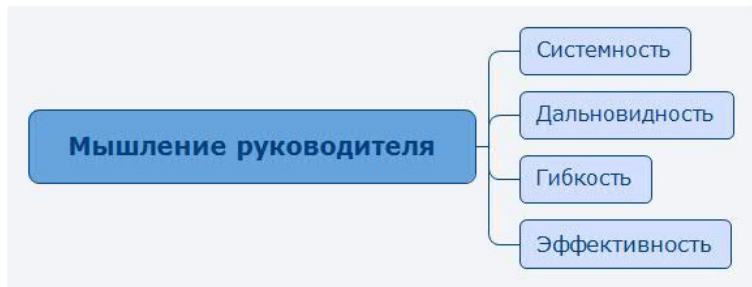 Мышление руководителя
Системность
Дальновидность
Гибкость
Эффективность